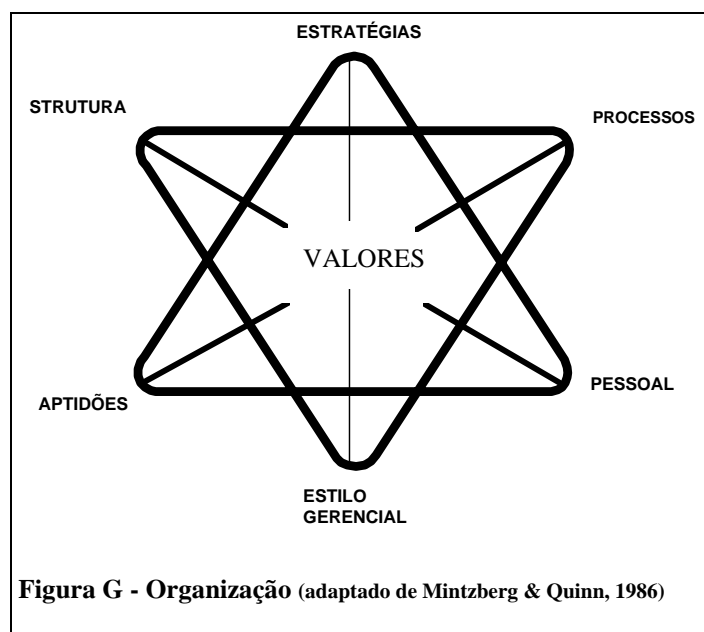 ESTRATÉGIAS
STRUTURA
PROCESSOS
VALORES
APTIDÕES
PESSOAL
ESTILO
GERENCIAL
Figura G - Organização (adaptado de Mintzberg & Quinn, 1986)